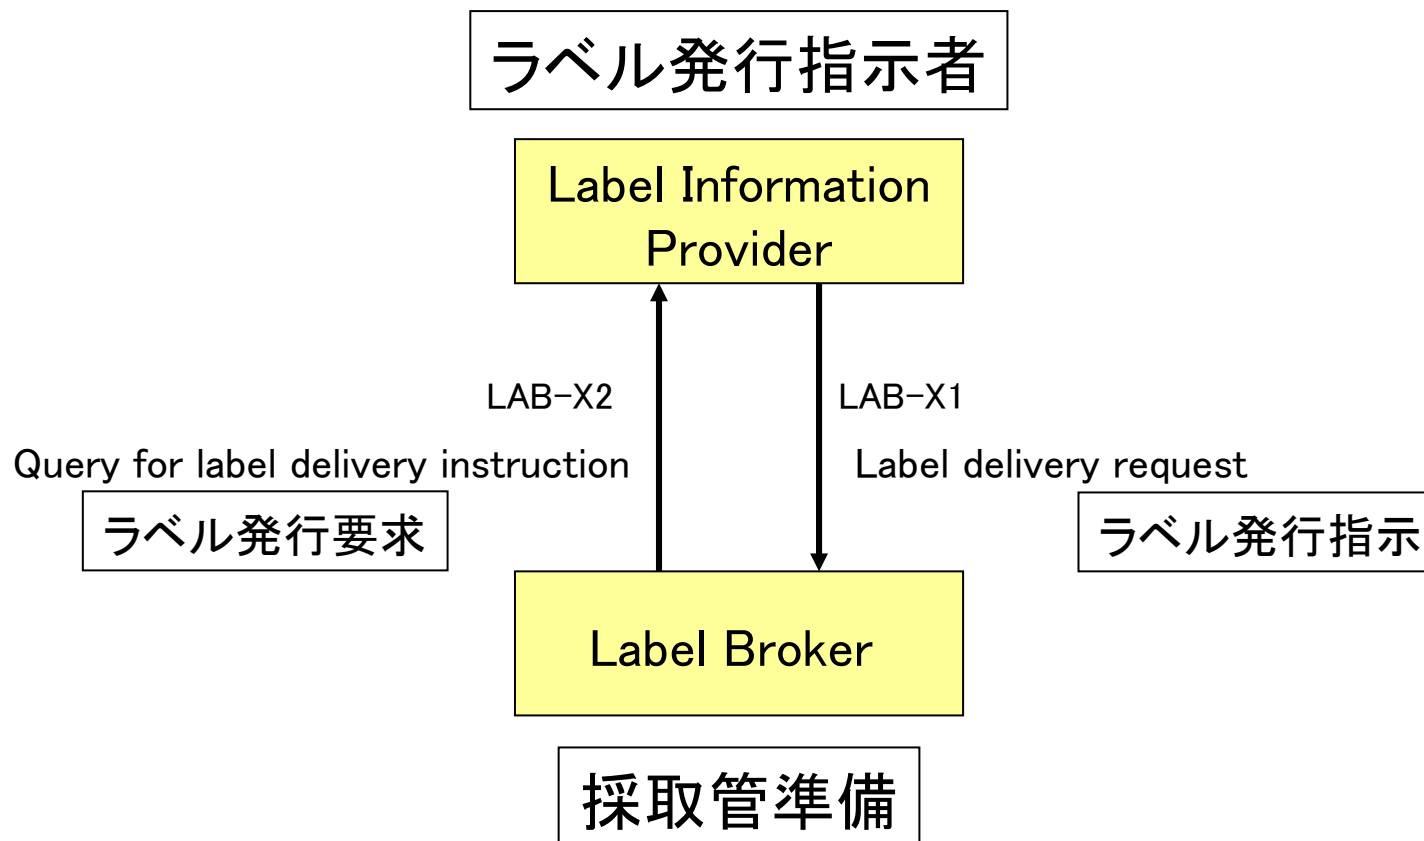 ラベル発行指示者
Label Information
Provider
LAB-X2
LAB-X1
Query for label delivery instruction
Label delivery request
ラベル発行要求
ラベル発行指示
Label Broker
採取管準備